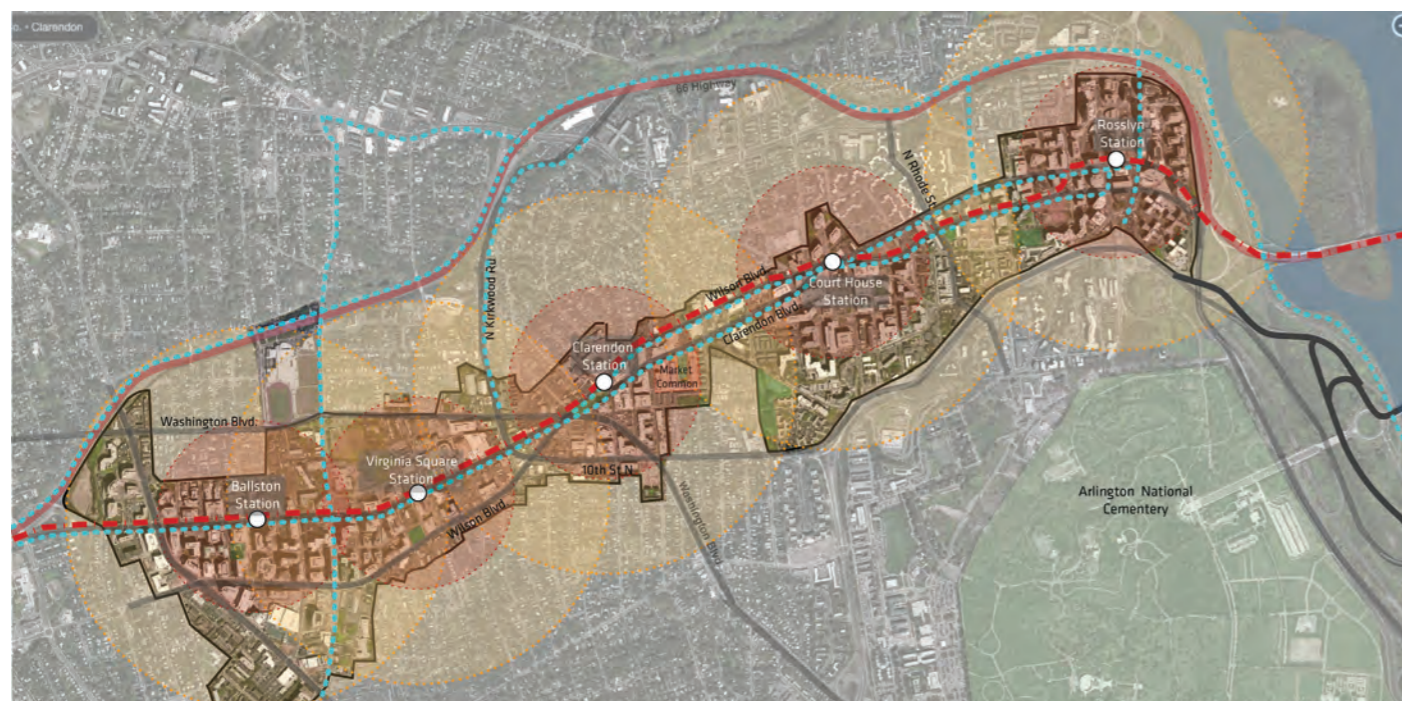 o. • Clarendon
66 Highway
Rosslyn
Station
N Rhode St.
N Kirkwood Rd
Wilson Blvd.
Court House
Station
Clarendon Blvd.
Clarendon
Station
Market
Common
Washington Blvd.
Virginia Square
Station
10th St N
Ballston
Station
Wilson Blvd.
Washington Blvd.
Arlington National
Cementery